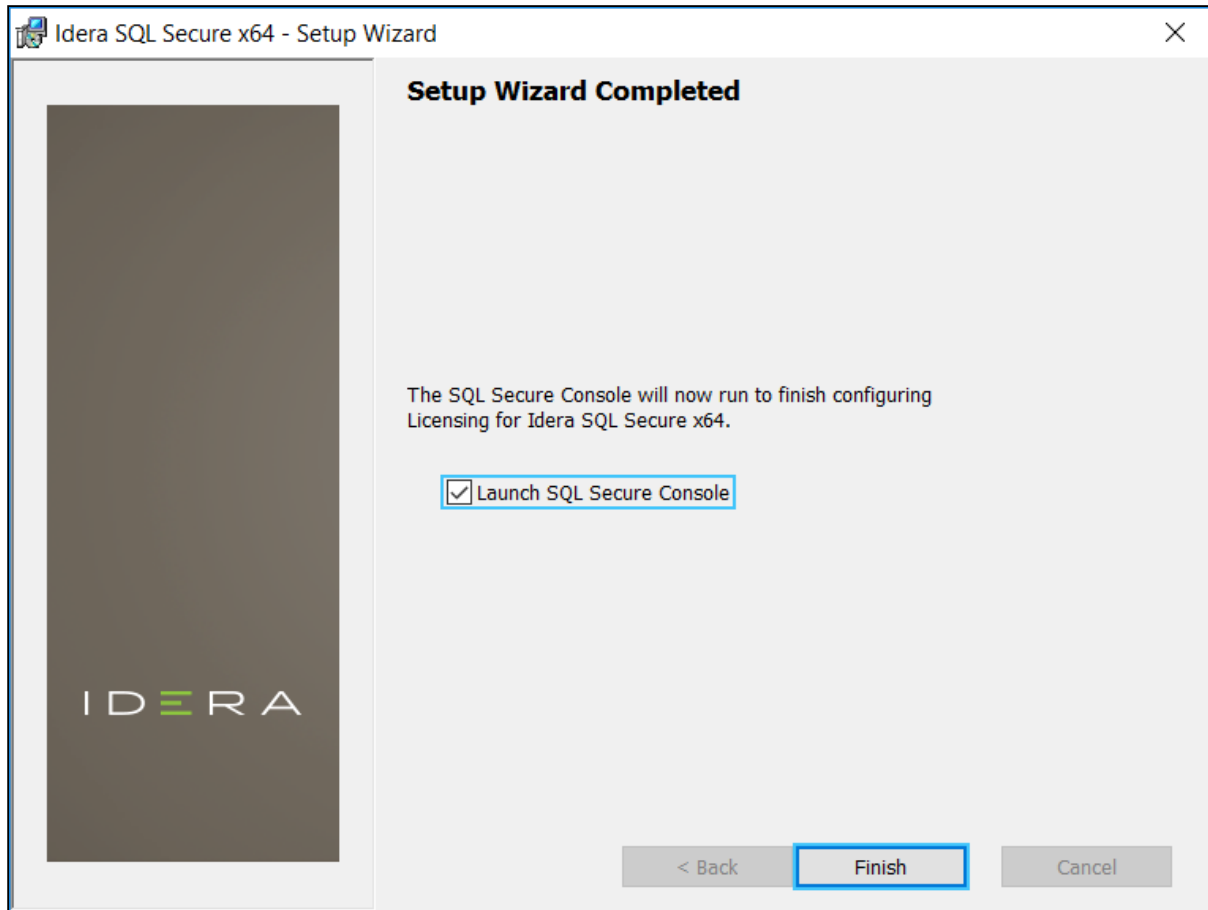 Idera SQL Secure x64 - Setup Wizard
Setup Wizard Completed
The SQL Secure Console will now run to finish configuring
Licensing for Idera SQL Secure x64.
Launch SQL Secure Console
IDERA
< Back
Finish
Cancel